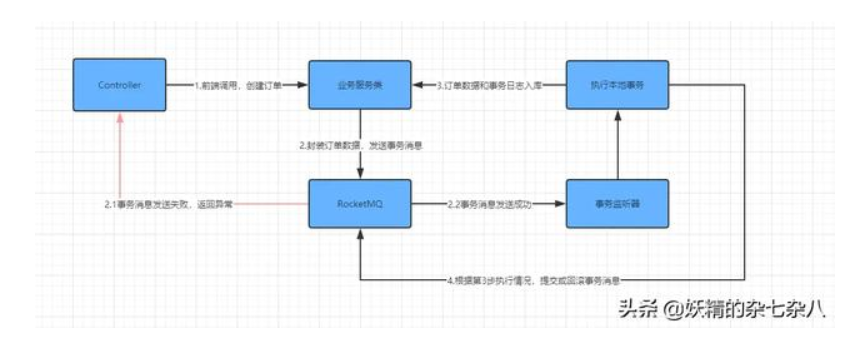 Controller
1.前端调用，创建订单
业务服务类
3.订单数据和事务日志入库
执行本地事务
2.封装订单数据，发送事务消息
2.1事务消息发送失败，返回异常
RocketMQ
2.2事务消息发送成功
事务监听器
4.根据第3步执行情况，提交或回滚事务消息
头条 @妖精的杂七杂八